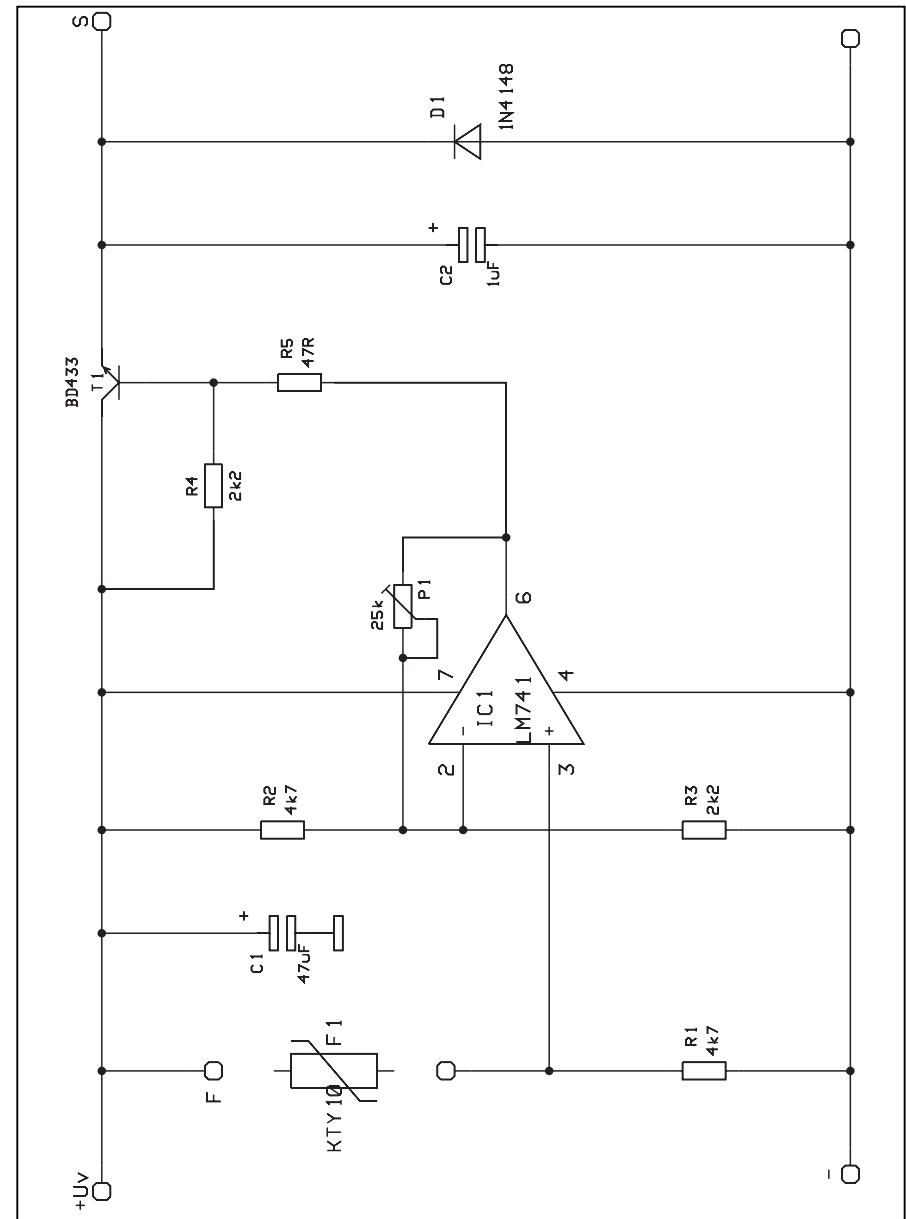 S
D1
1N4148
+
C2
1uF
BD433
T1
R5
47R
R4
2k2
25k
P1
6
7
4
IC1
LM741
-
+
2
3
R2
4k7
R3
2k2
+
C1
47uF
F1
KTY10
F
R1
4k7
+Uv
-